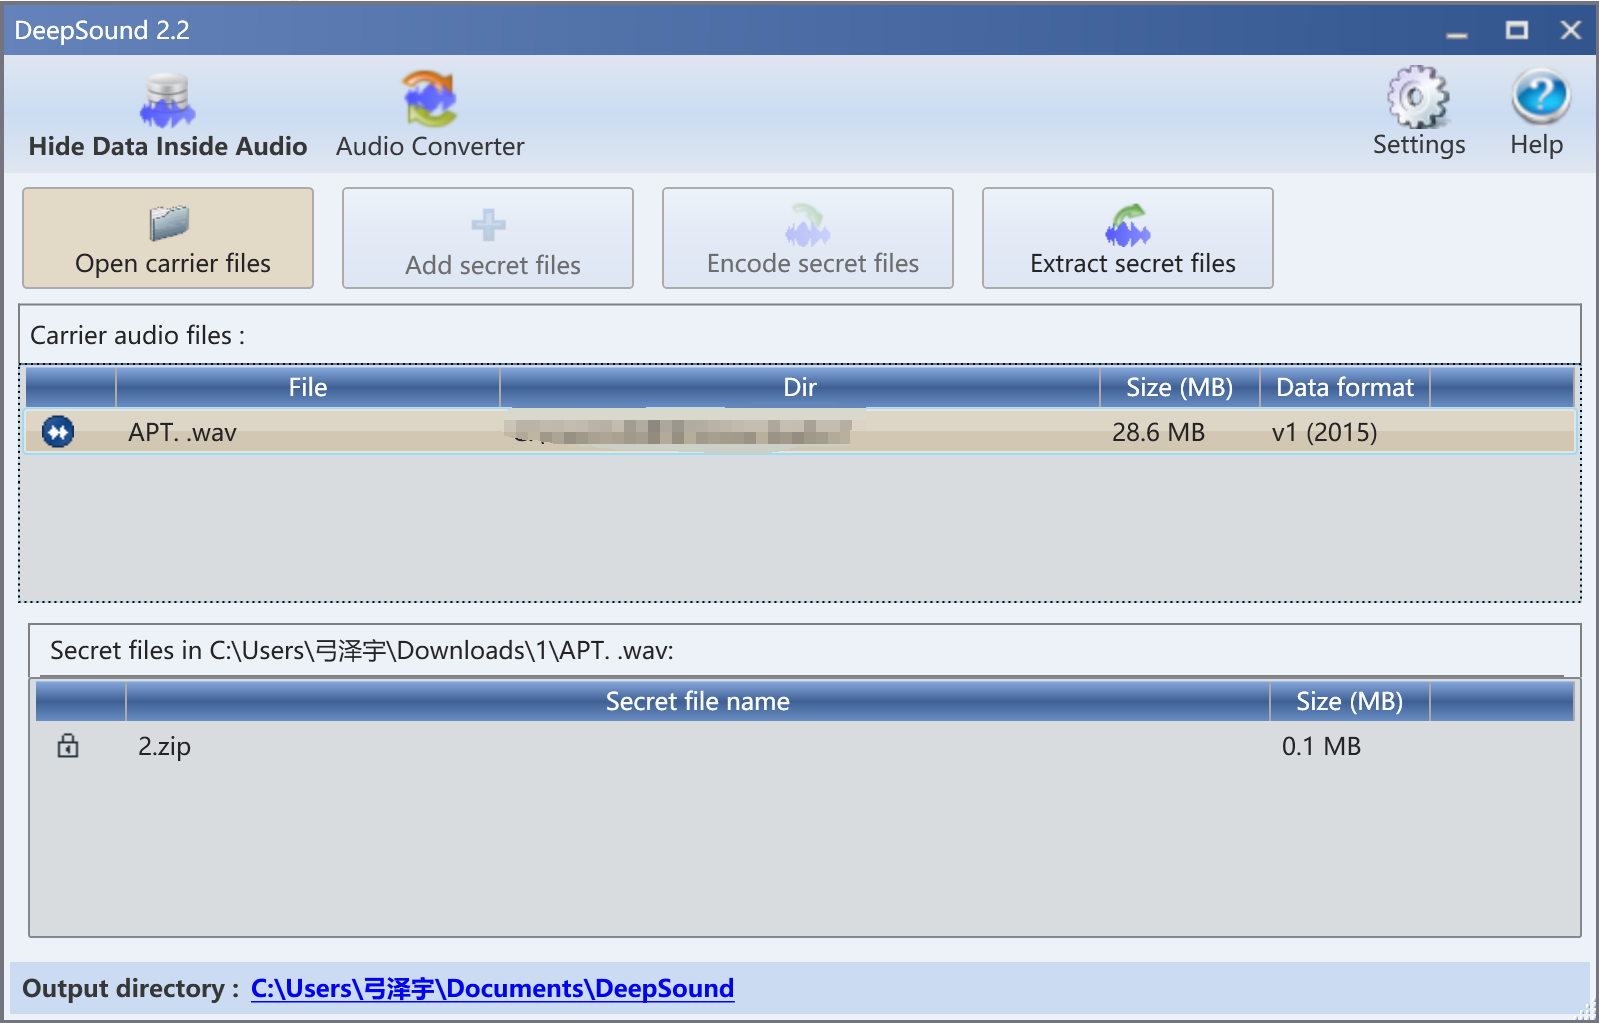 DeepSound 2.2
Hide Data Inside Audio Audio Converter Settings Help
Open carrier files Add secret files Encode secret files Extract secret files
Carrier audio files :
File Dir Size (MB) Data format
APT. .wav 28.6 MB v1 (2015)
Secret files in C:\Users\弓泽宇\Downloads\1\APT. .wav:
Secret file name Size (MB)
2.zip 0.1 MB
Output directory : C:\Users\弓泽宇\Documents\DeepSound